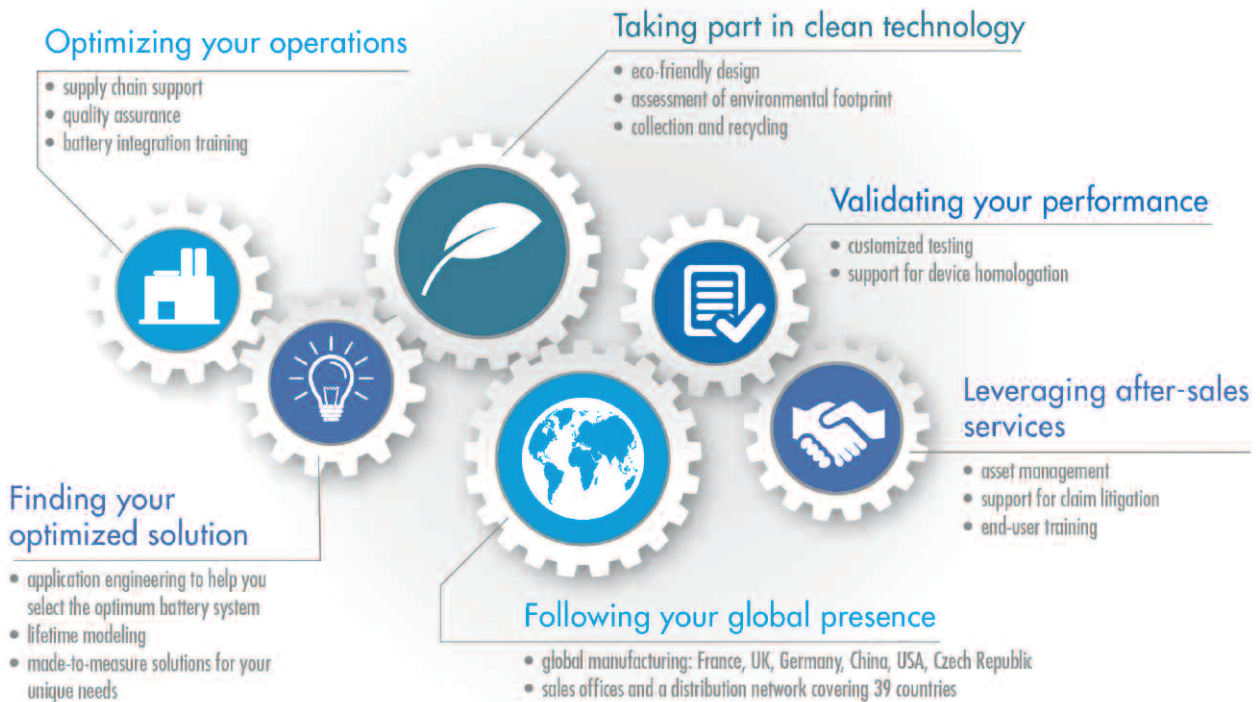 Optimizing your operations
• supply chain support
• quality assurance
• battery integration training
Taking part in clean technology
• eco-friendly design
• assessment of environmental footprint
• collection and recycling
Validating your performance
• customized testing
• support for device homologation
Leveraging after-sales
services
• asset management
• support for claim litigation
• end-user training
Finding your
optimized solution
• application engineering to help you
select the optimum battery system
• lifetime modeling
• made-to-measure solutions for your
unique needs
Following your global presence
• global manufacturing: France, UK, Germany, China, USA, Czech Republic
• sales offices and a distribution network covering 39 countries